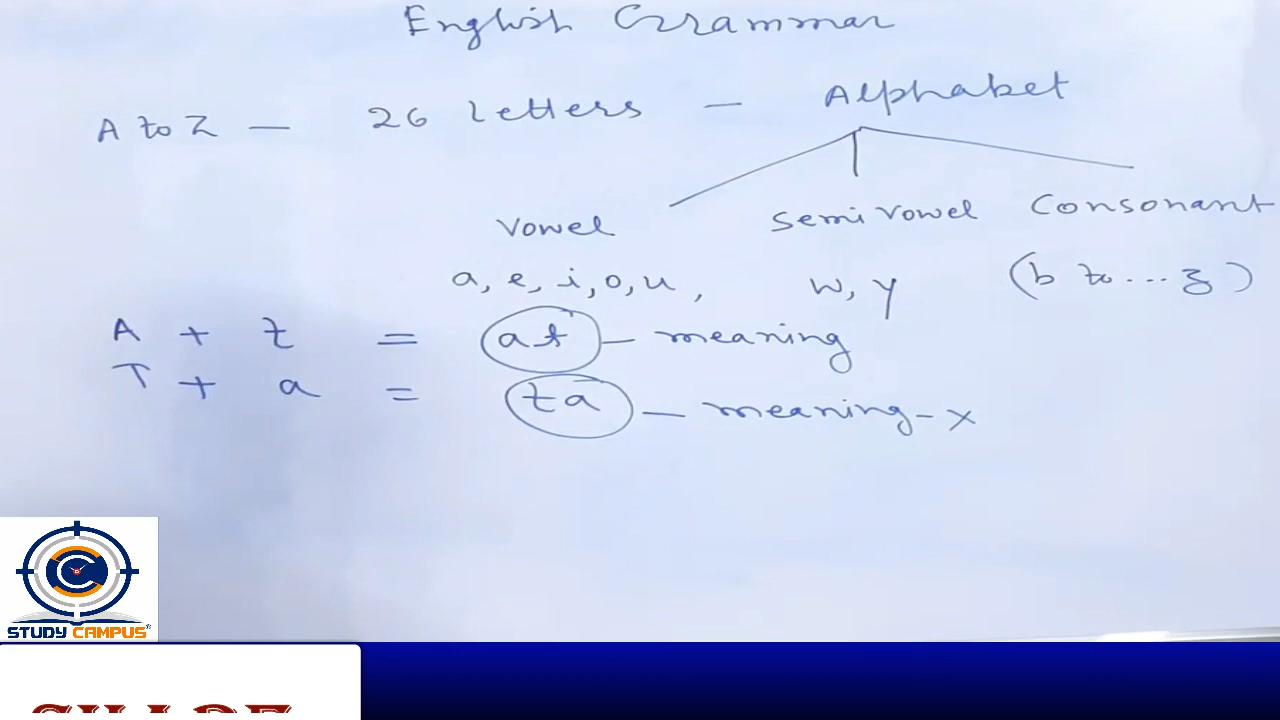 English Grammar
A to Z — 26 Letters — Alphabet
Vowel Semi Vowel Consonant
a, e, i, o, u, w, y (b to... z)
A + t = at — meaning
T + a = ta — meaning - x
STUDY CAMPUS®